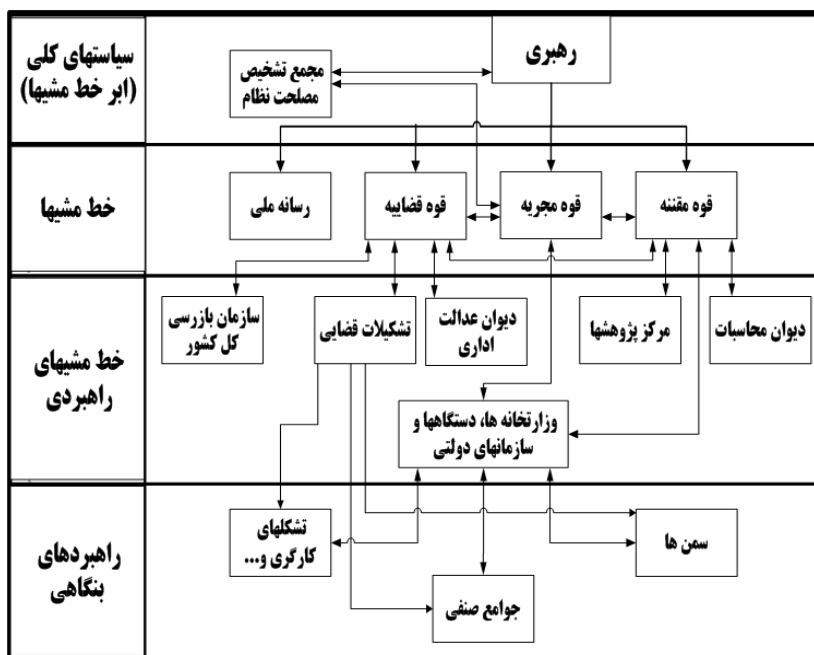 سیاستهای کلی
(ابر خط مشیها)
رهبری
مجمع تشخیص
مصلحت نظام
خط مشیها
رسانه ملی
قوه قضاییه
قوه مجریه
قوه مقننه
خط مشیهای
راهبردی
سازمان بازرسی
کل کشور
تشکیلات قضایی
دیوان عدالت
اداری
مرکز پژوهشها
دیوان محاسبات
وزارتخانه ها، دستگاهها و
سازمانهای دولتی
راهبردهای
بنگاهی
تشکلهای
کارگری و...
جوامع صنفی
سمن ها